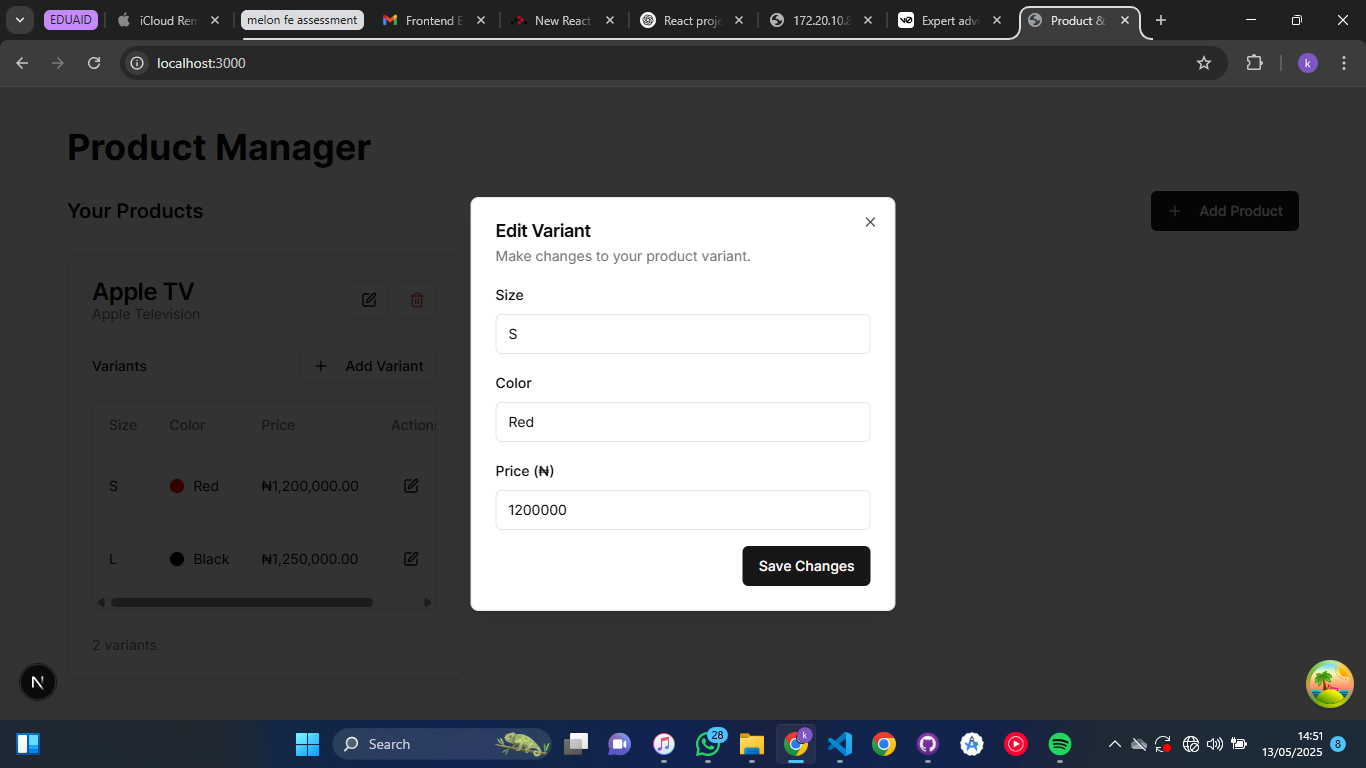 EDUAID
iCloud Rem
melon fe assessment
Frontend E
New React
React proje
172.20.10.8
Expert advi
Product &
localhost:3000
k
Product Manager
Your Products
Add Product
Apple TV
Apple Television
Variants
Add Variant
Size Color Price Actions
S Red ₦1,200,000.00
L Black ₦1,250,000.00
2 variants
Edit Variant
Make changes to your product variant.
Size
S
Color
Red
Price (₦)
1200000
Save Changes
N
Search
28
k
14:51
13/05/2025
8